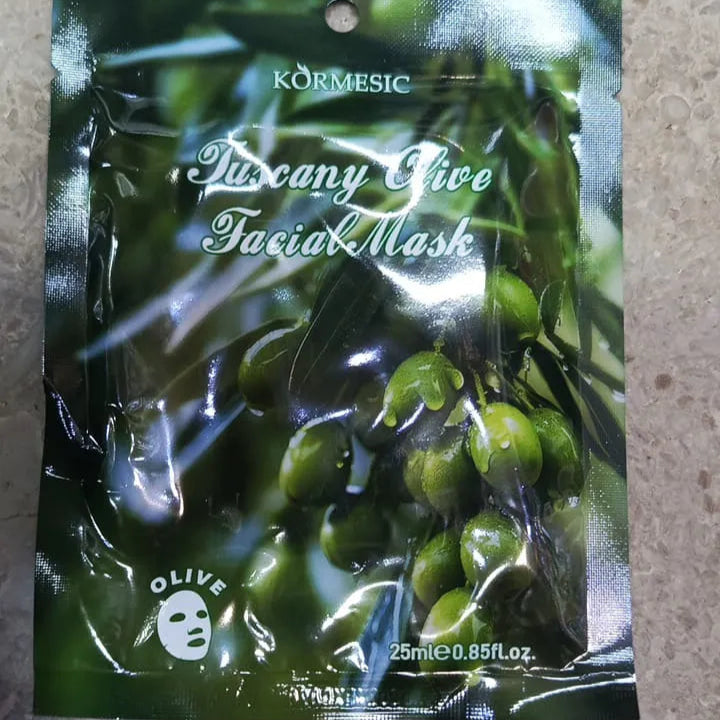 KORMESIC
Tuscany Olive
Facial Mask
OLIVE
25ml℮0.85fl.oz.